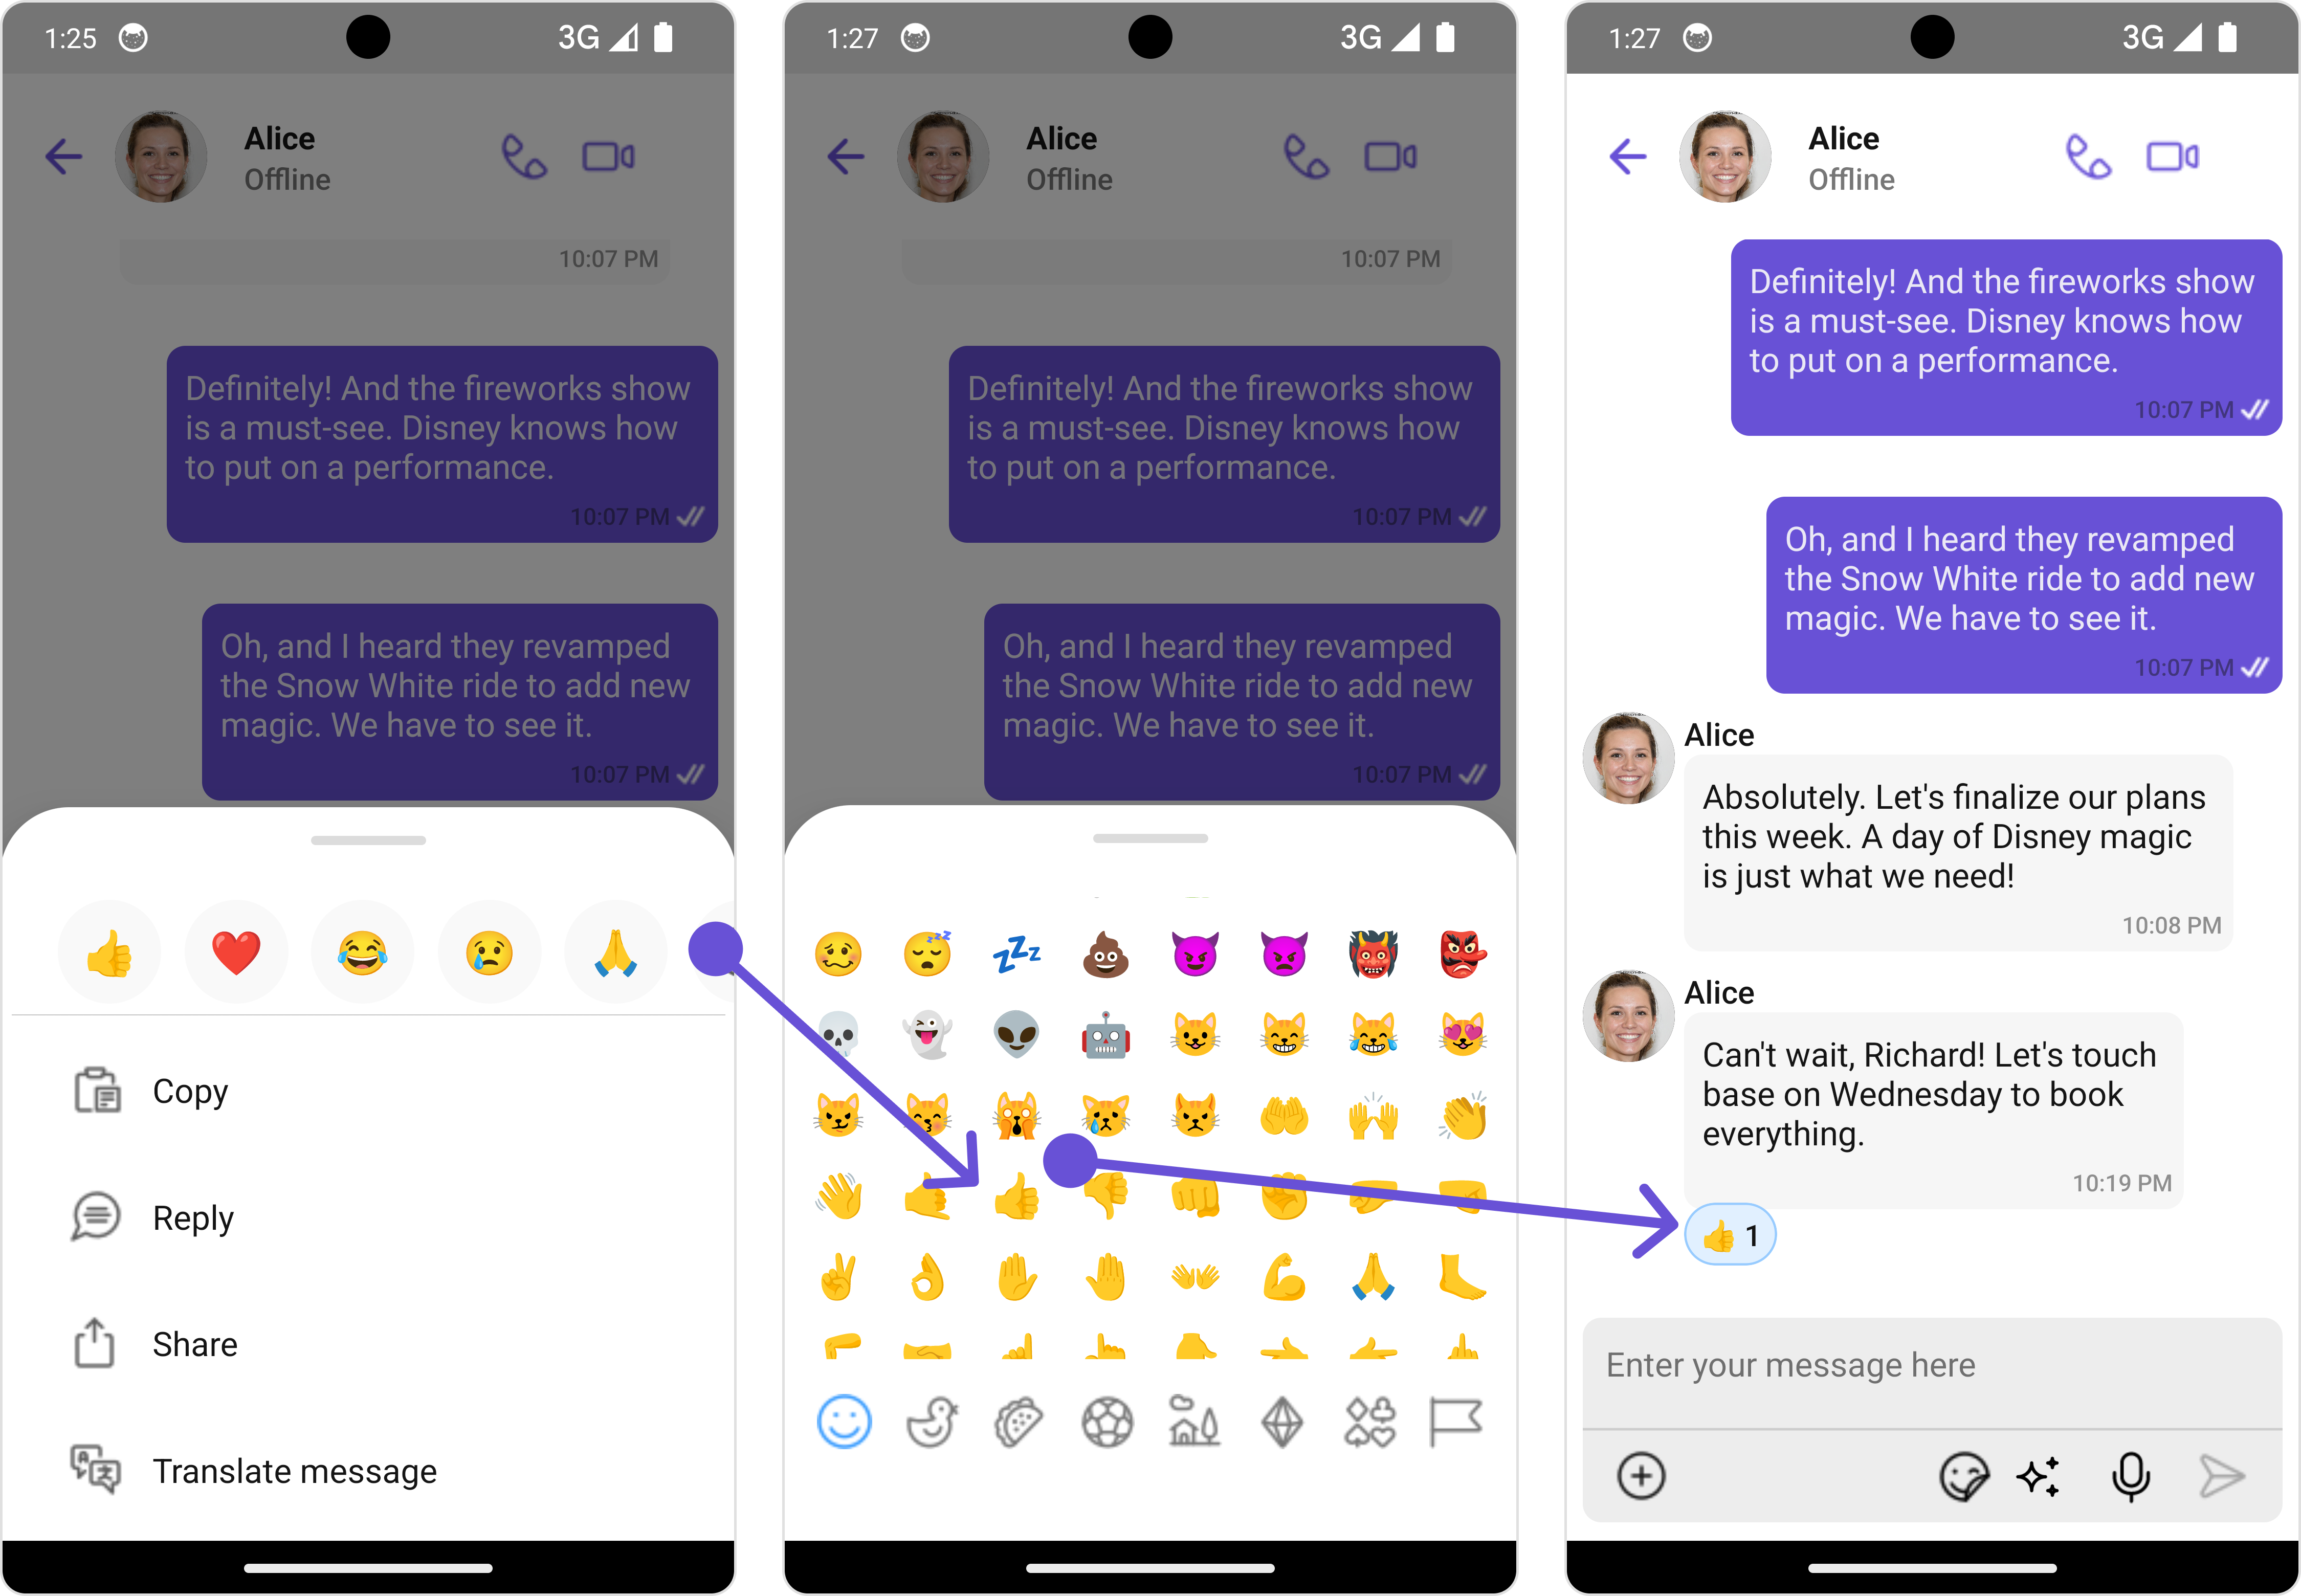 1:25
3G
Alice
Offline
10:07 PM
Definitely! And the fireworks show
is a must-see. Disney knows how
to put on a performance.
10:07 PM
Oh, and I heard they revamped
the Snow White ride to add new
magic. We have to see it.
10:07 PM
Copy
Reply
Share
Translate message
1:27
3G
Alice
Offline
10:07 PM
Definitely! And the fireworks show
is a must-see. Disney knows how
to put on a performance.
10:07 PM
Oh, and I heard they revamped
the Snow White ride to add new
magic. We have to see it.
10:07 PM
1:27
3G
Alice
Offline
Definitely! And the fireworks show
is a must-see. Disney knows how
to put on a performance.
10:07 PM
Oh, and I heard they revamped
the Snow White ride to add new
magic. We have to see it.
10:07 PM
Alice
Absolutely. Let's finalize our plans
this week. A day of Disney magic
is just what we need!
10:08 PM
Alice
Can't wait, Richard! Let's touch
base on Wednesday to book
everything.
10:19 PM
👍 1
Enter your message here